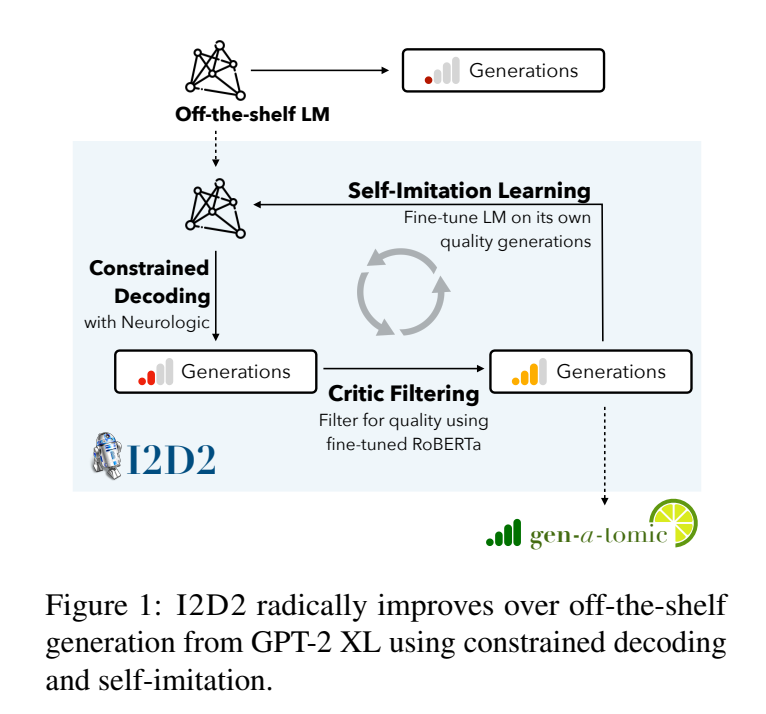 Generations
Off-the-shelf LM
Self-Imitation Learning
Fine-tune LM on its own
quality generations
Constrained
Decoding
with Neurologic
Generations
Critic Filtering
Filter for quality using
fine-tuned RoBERTa
Generations
I2D2
gen-a-tomic
Figure 1: I2D2 radically improves over off-the-shelf
generation from GPT-2 XL using constrained decoding
and self-imitation.